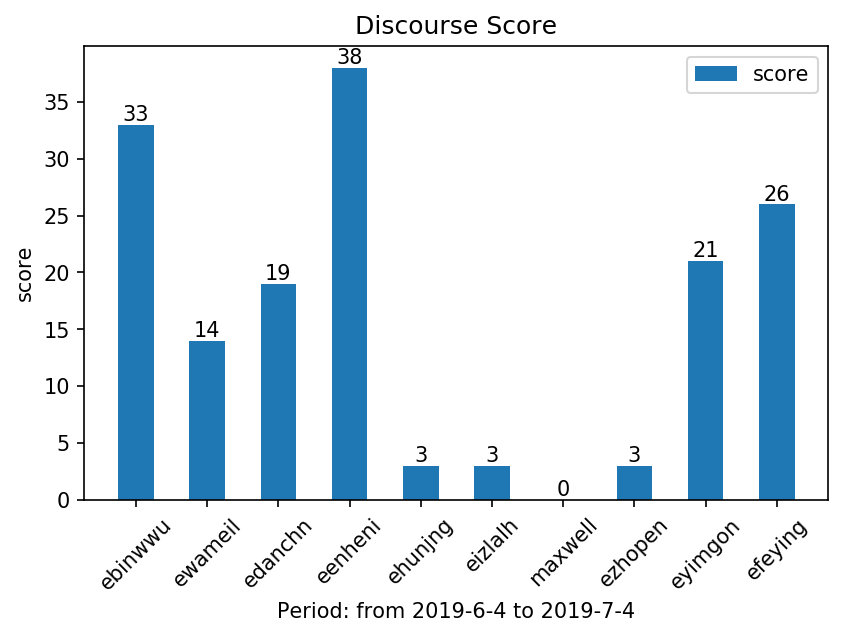 Discourse Score
score
38
33
26
21
19
14
3
3
0
3
35
30
25
20
15
10
5
0
score
ebinwwu
ewameil
edanchn
eenheni
ehunjng
eizlalh
maxwell
ezhopen
eyimgon
efeying
Period: from 2019-6-4 to 2019-7-4